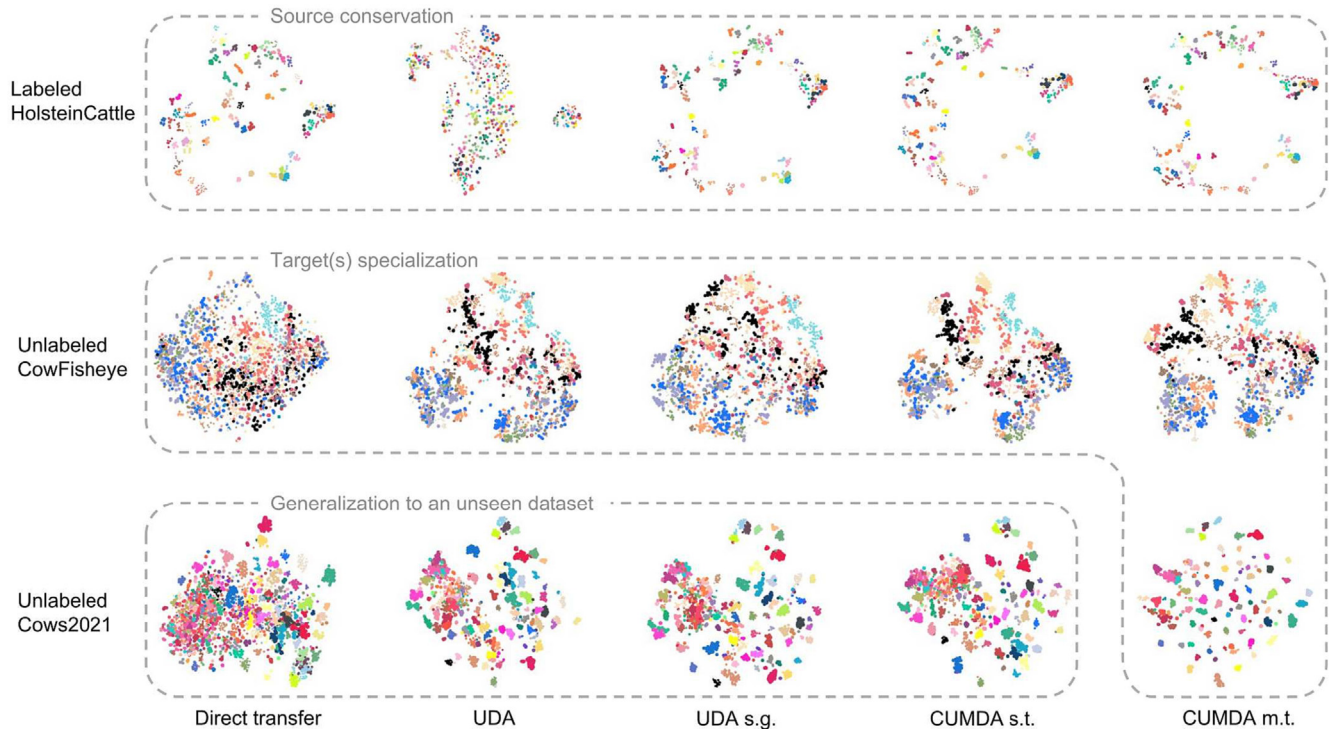 Source conservation
Labeled
HolsteinCattle
Target(s) specialization
Unlabeled
CowFisheye
Generalization to an unseen dataset
Unlabeled
Cows2021
Direct transfer
UDA
UDA s.g.
CUMDA s.t.
CUMDA m.t.